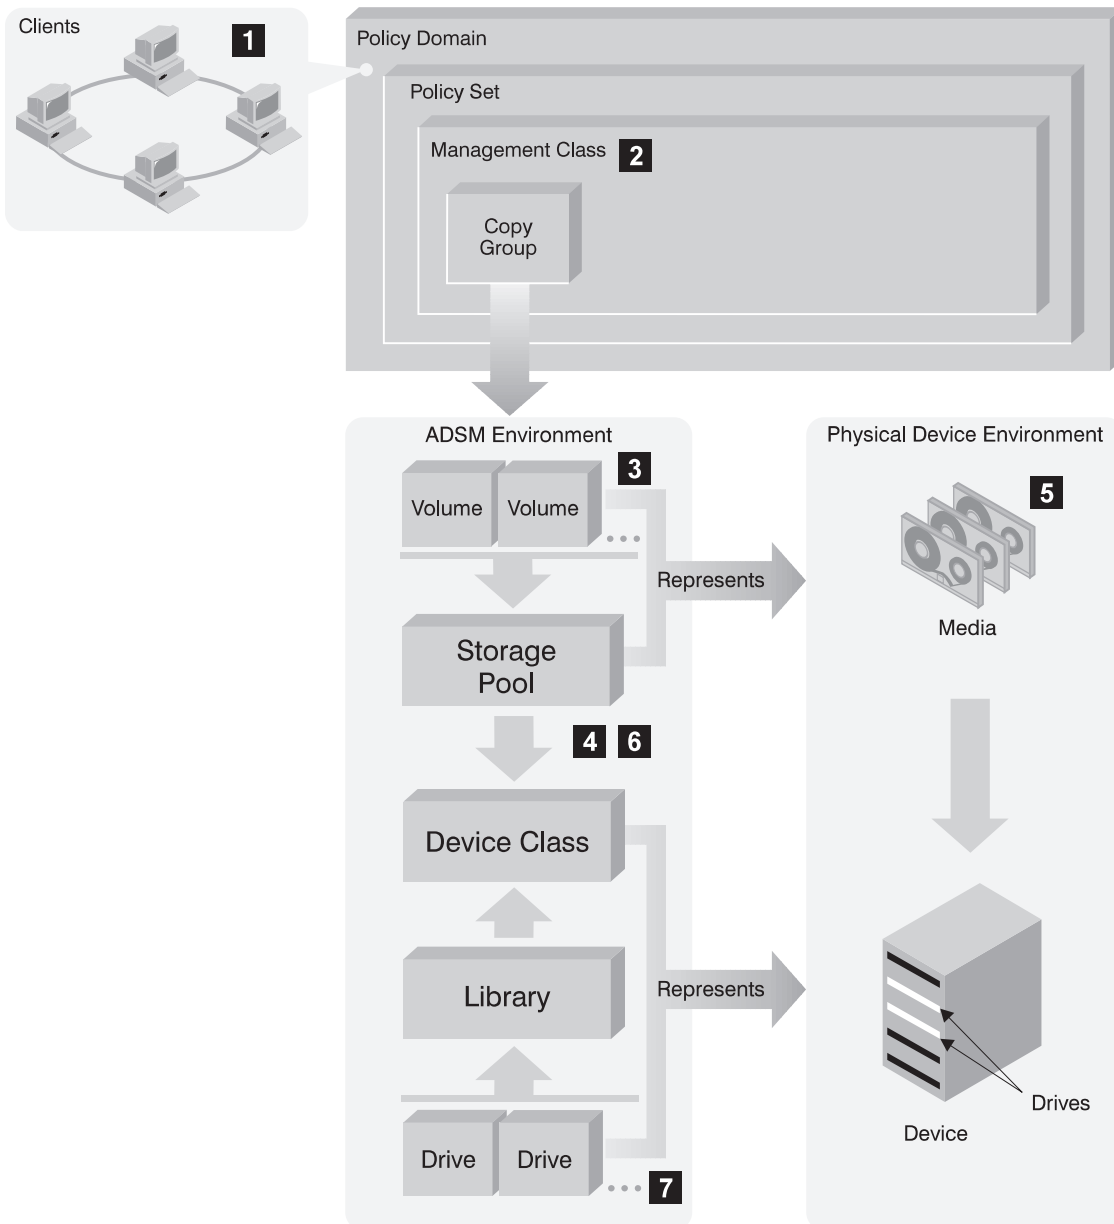 Clients
1
Policy Domain
Policy Set
Management Class 2
Copy
Group
ADSM Environment
3
Volume Volume
Storage
Pool
4 6
Device Class
Library
Drive Drive
7
Represents
Represents
Physical Device Environment
5
Media
Drives
Device